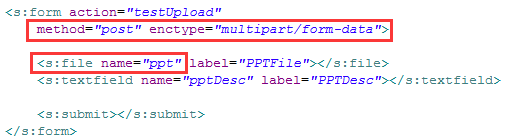 <s:form action="testUpload"
method="post" enctype="multipart/form-data">
<s:file name="ppt" label="PPTFile"></s:file>
<s:textfield name="pptDesc" label="PPTDesc"></s:textfield>
<s:submit></s:submit>
</s:form>